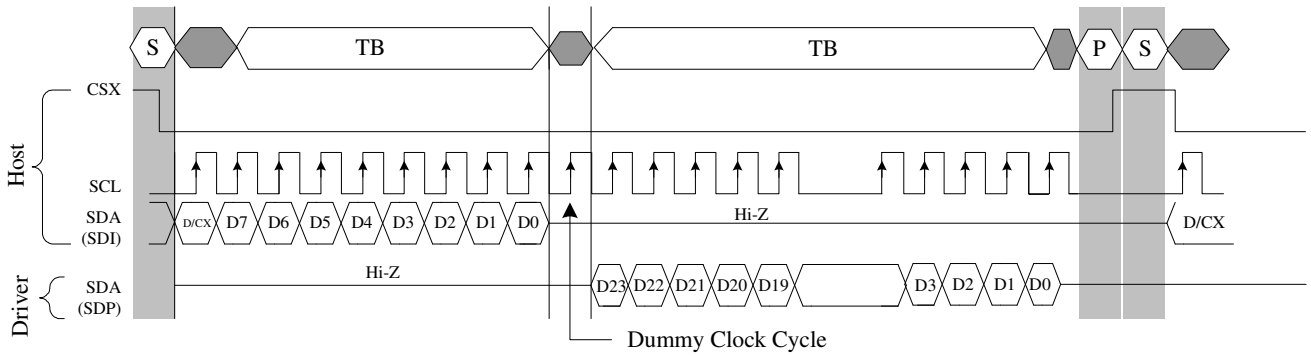 S TB TB P S
CSX
Host
SCL
SDA
(SDI)
D/CX D7 D6 D5 D4 D3 D2 D1 D0 Hi-Z D/CX
Driver
SDA
(SDP)
Hi-Z D23 D22 D21 D20 D19 D3 D2 D1 D0
Dummy Clock Cycle